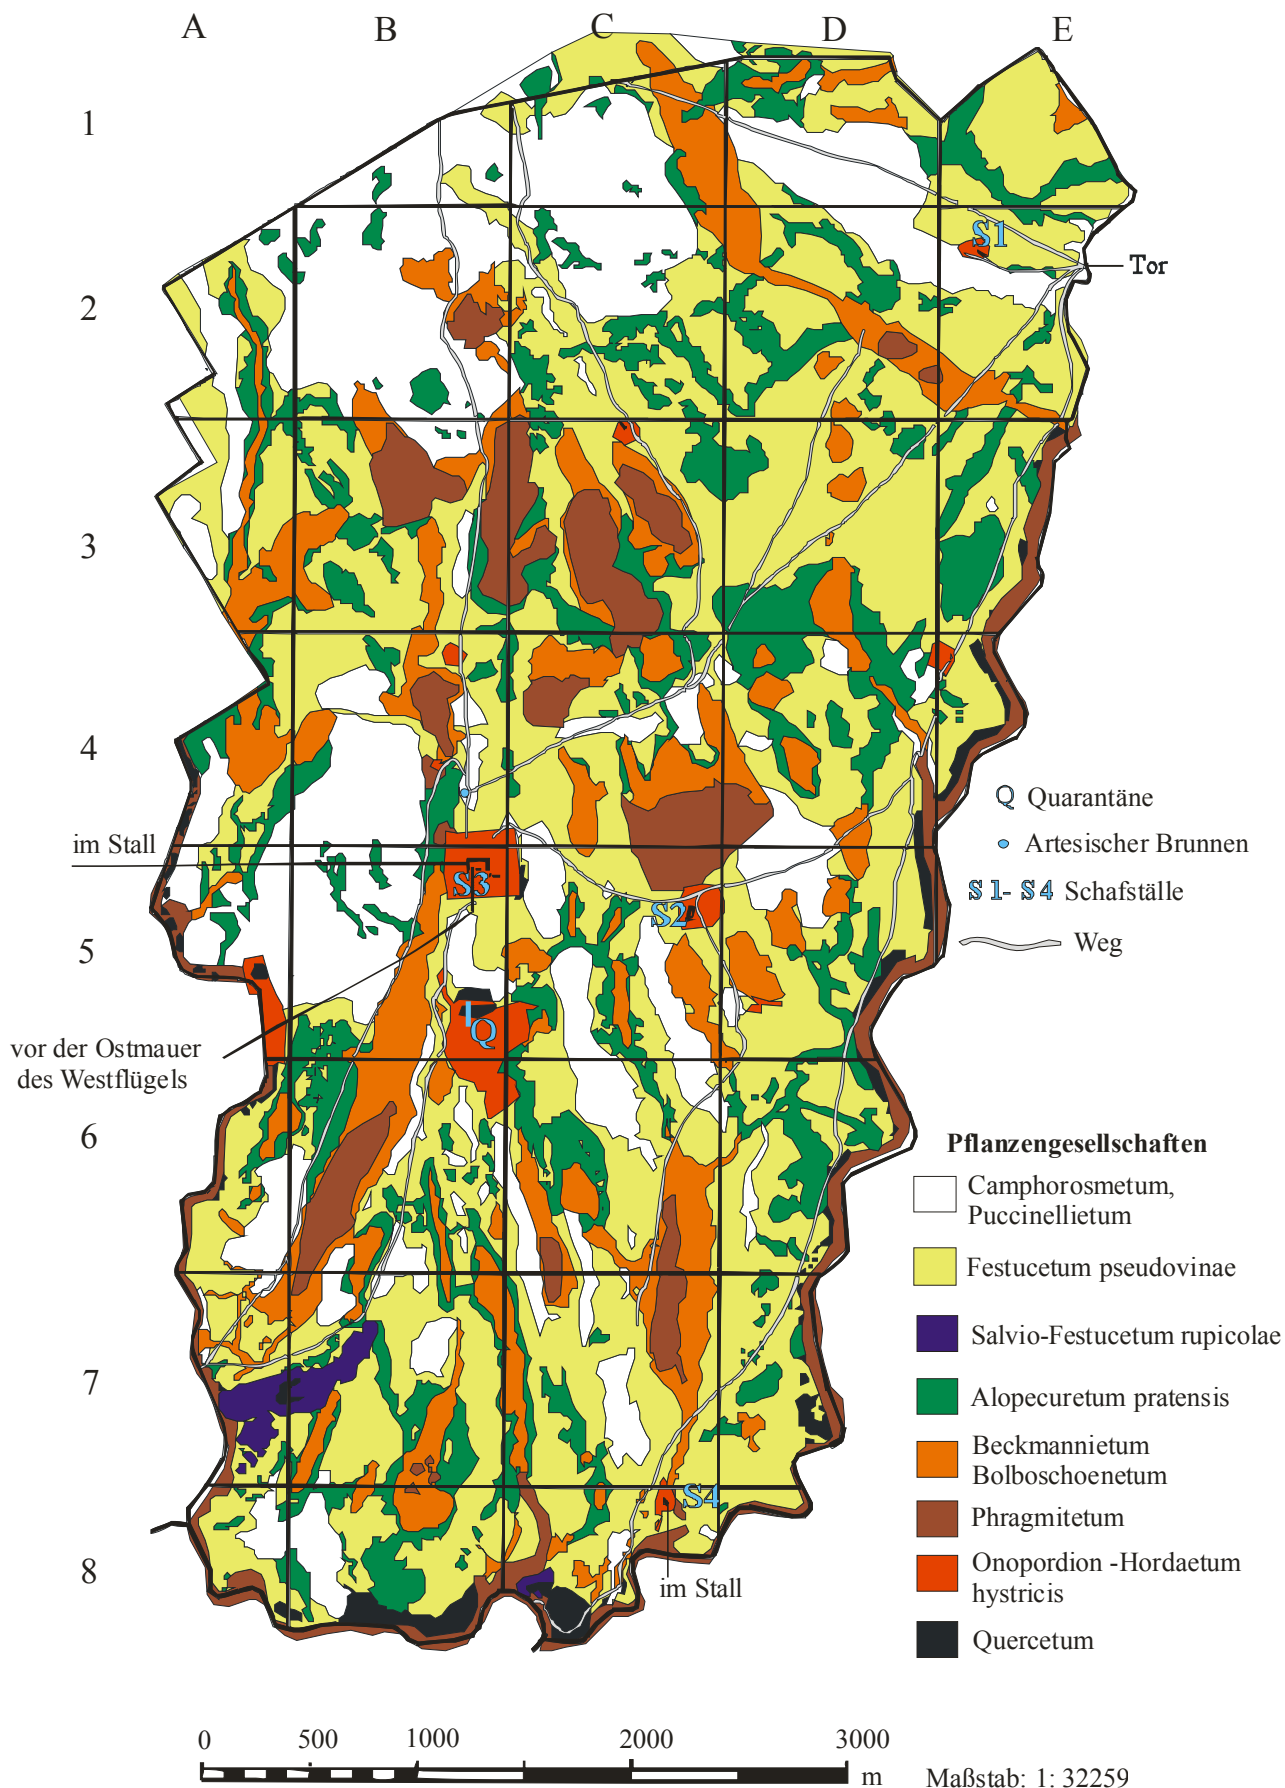 A
B
C
D
E
1
S1
Tor
2
3
4
Q Quarantäne
im Stall
Artesischer Brunnen
S3
S1- S4 Schafställe
S2
Weg
5
Q
vor der Ostmauer
des Westflügels
6
Pflanzengesellschaften
Camphorosmetum,
Puccinellietum
Festucetum pseudovinae
Salvio-Festucetum rupicolae
7
Alopecuretum pratensis
Beckmannietum
Bolboschoenetum
S4
Phragmitetum
8
im Stall
Onopordion -Hordaetum
hystricis
Quercetum
0 500 1000 2000 3000
m
Maßstab: 1: 32259